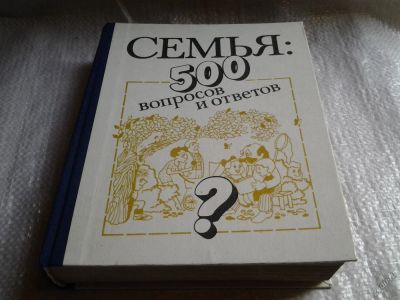 СЕМЬЯ:
500
вопросов
и ответов
?